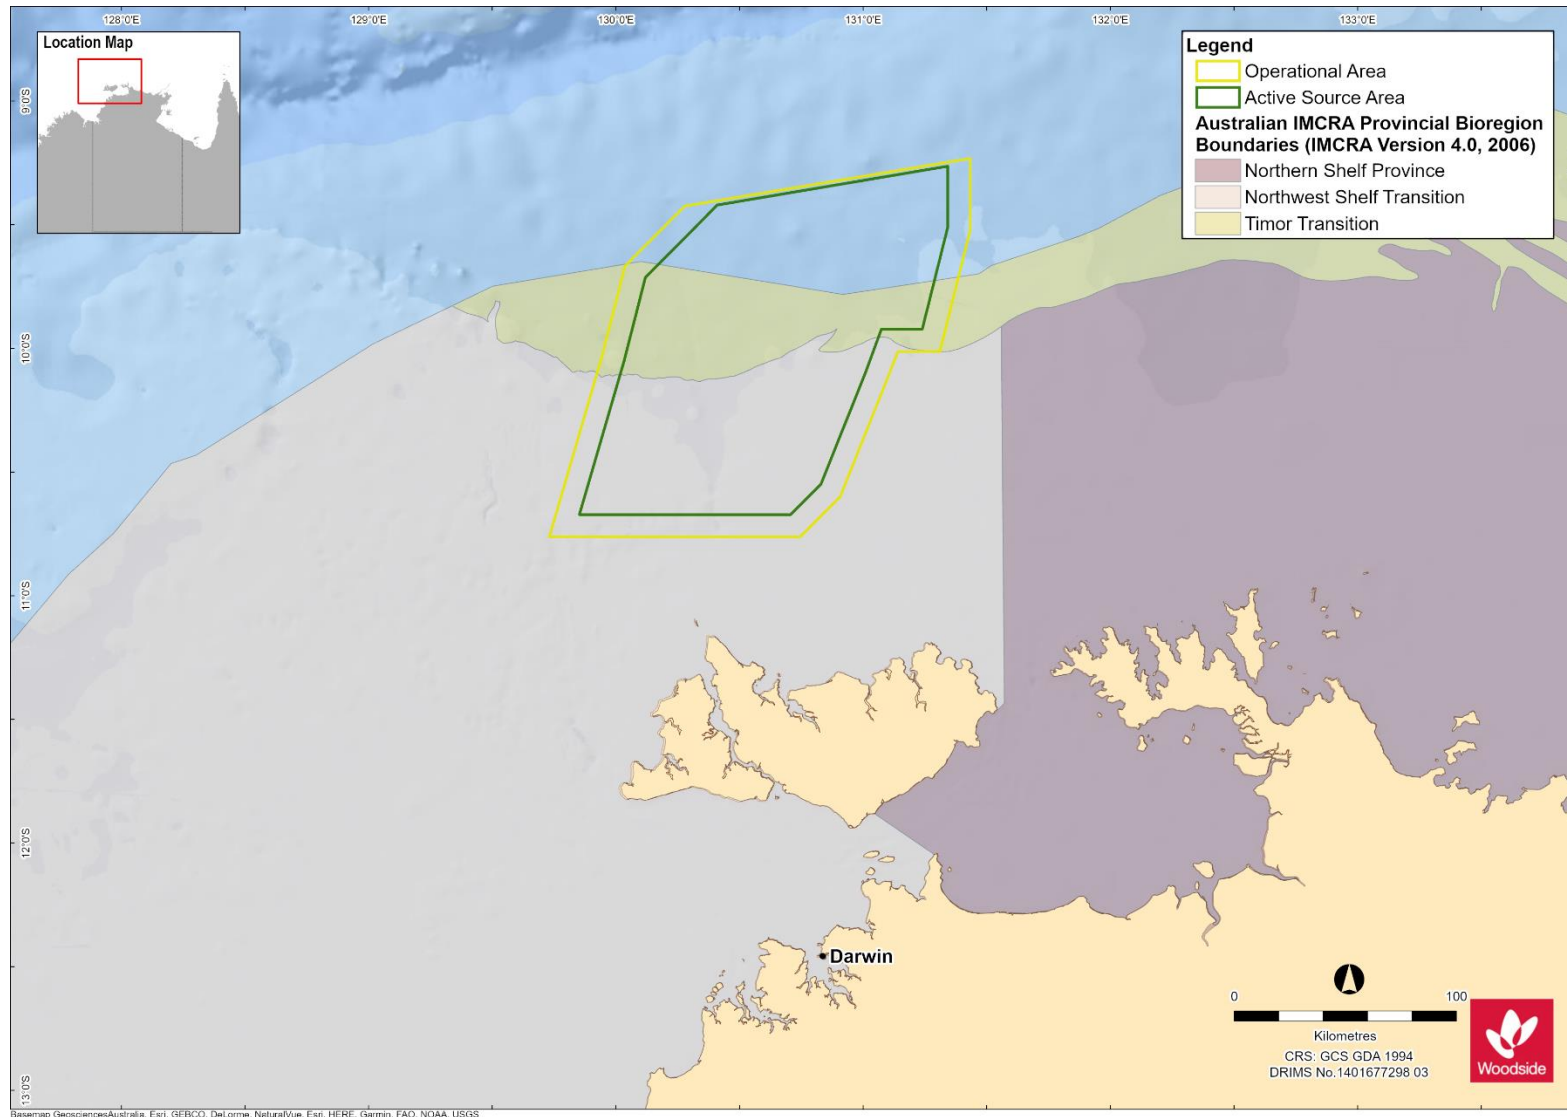 128°0'E
129°0'E
130°0'E
131°0'E
132°0'E
133°0'E
Location Map
Legend
Operational Area
Active Source Area
Australian IMCRA Provincial Bioregion
Boundaries (IMCRA Version 4.0, 2006)
Northern Shelf Province
Northwest Shelf Transition
Timor Transition
9°0'S
10°0'S
11°0'S
12°0'S
13°0'S
Darwin
0 100
Kilometres
CRS: GCS GDA 1994
DRIMS No.1401677298 03
Woodside
Basemap GeosciencesAustralia, Esri, GEBCO, DeLorme, NaturalVue, Esri, HERE, Garmin, FAO, NOAA, USGS